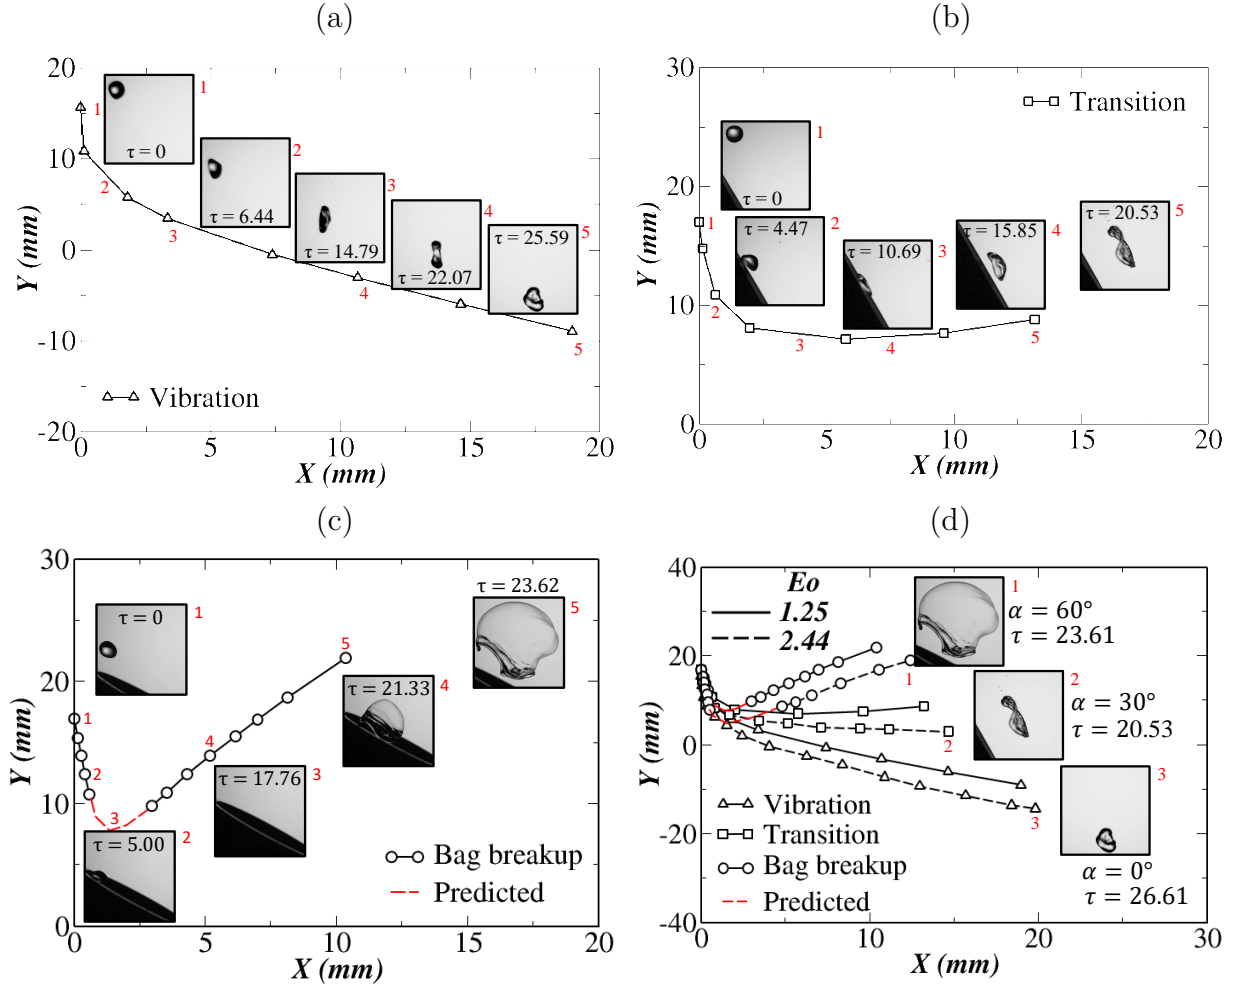 (a)
20
10
0
-10
-20
Y (mm)
0
5
10
15
20
X (mm)
1
2
3
4
5
τ = 0
1
τ = 6.44
2
τ = 14.79
3
τ = 22.07
4
τ = 25.59
5
Vibration
(b)
30
20
10
0
Y (mm)
0
5
10
15
20
X (mm)
1
2
3
4
5
τ = 0
1
τ = 4.47
2
τ = 10.69
3
τ = 15.85
4
τ = 20.53
5
Transition
(c)
30
20
10
0
Y (mm)
0
5
10
15
20
X (mm)
1
2
3
4
5
τ = 0
1
τ = 5.00
2
τ = 17.76
3
τ = 21.33
4
τ = 23.62
5
Bag breakup
Predicted
(d)
40
20
0
-20
-40
Y (mm)
0
10
20
30
X (mm)
Eo
1.25
2.44
1
2
3
1
α = 60°
τ = 23.61
2
α = 30°
τ = 20.53
3
α = 0°
τ = 26.61
Vibration
Transition
Bag breakup
Predicted